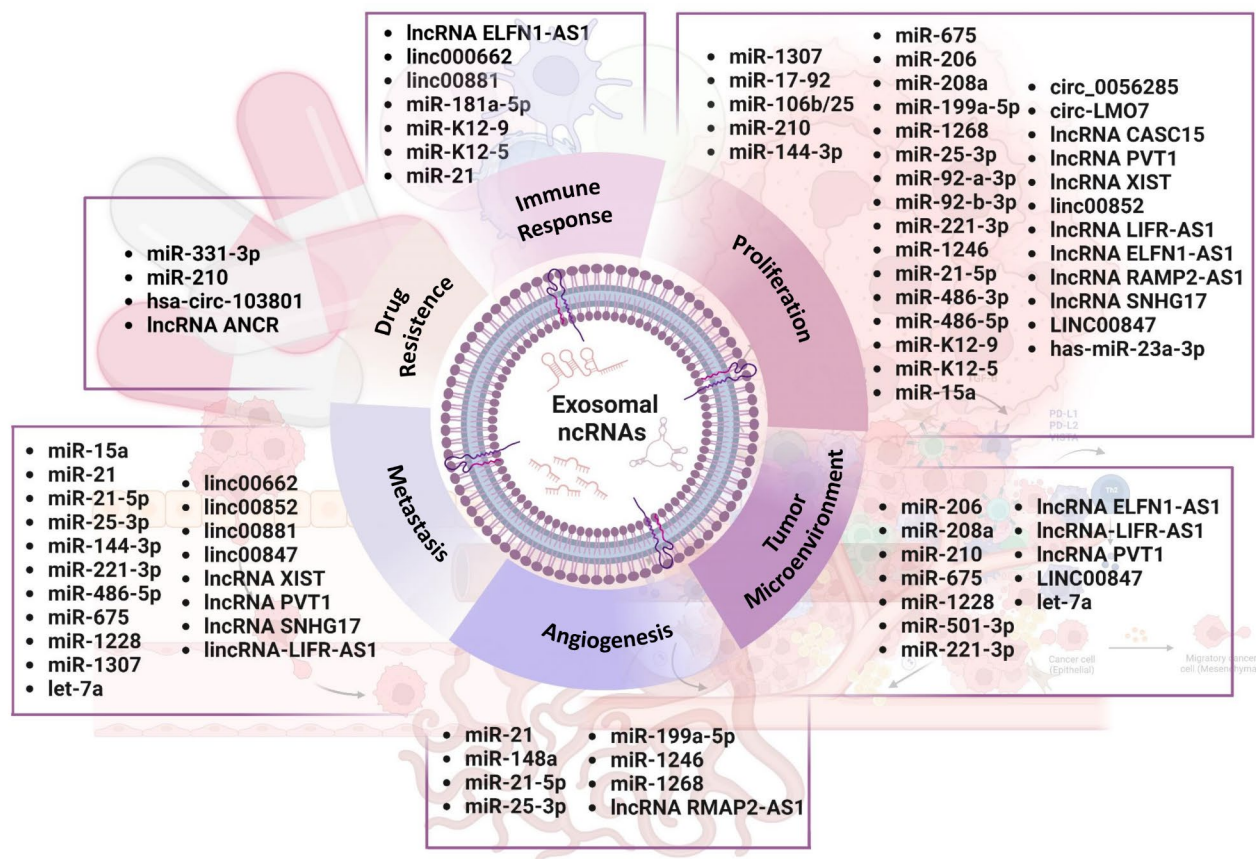 • lncRNA ELFN1-AS1
• linc000662
• linc00881
• miR-181a-5p
• miR-K12-9
• miR-K12-5
• miR-21
• miR-1307
• miR-17-92
• miR-106b/25
• miR-210
• miR-144-3p
• miR-675
• miR-206
• miR-208a
• miR-199a-5p
• miR-1268
• miR-25-3p
• miR-92-a-3p
• miR-92-b-3p
• miR-221-3p
• miR-1246
• miR-21-5p
• miR-486-3p
• miR-486-5p
• miR-K12-9
• miR-K12-5
• miR-15a
• circ_0056285
• circ-LMO7
• lncRNA CASC15
• lncRNA PVT1
• lncRNA XIST
• linc00852
• lncRNA LIFR-AS1
• lncRNA ELFN1-AS1
• lncRNA RAMP2-AS1
• lncRNA SNHG17
• LINC00847
• has-miR-23a-3p
Immune
Response
Proliferation
Drug
Resistence
• miR-331-3p
• miR-210
• hsa-circ-103801
• lncRNA ANCR
Exosomal
ncRNAs
PD-L1
PD-L2
VISTA
Metastasis
Tumor
Microenvironment
Angiogenesis
• miR-15a
• miR-21
• miR-21-5p
• miR-25-3p
• miR-144-3p
• miR-221-3p
• miR-486-5p
• miR-675
• miR-1228
• miR-1307
• let-7a
• linc00662
• linc00852
• linc00881
• linc00847
• lncRNA XIST
• lncRNA PVT1
• lncRNA SNHG17
• lincRNA-LIFR-AS1
• miR-206
• miR-208a
• miR-210
• miR-675
• miR-1228
• miR-501-3p
• miR-221-3p
• lncRNA ELFN1-AS1
• lncRNA-LIFR-AS1
• lncRNA PVT1
• LINC00847
• let-7a
Cancer cell
(Epithelial)
Migratory cancer
cell (Mesenchyma
• miR-21
• miR-148a
• miR-21-5p
• miR-25-3p
• miR-199a-5p
• miR-1246
• miR-1268
• lncRNA RMAP2-AS1